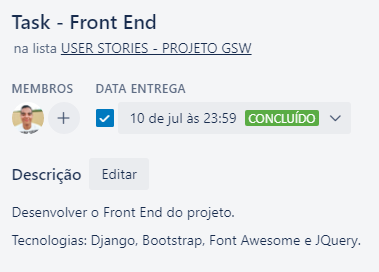 Task - Front End
na lista USER STORIES - PROJETO GSW
MEMBROS DATA ENTREGA
10 de jul às 23:59 CONCLUÍDO
Descrição Editar
Desenvolver o Front End do projeto.
Tecnologias: Django, Bootstrap, Font Awesome e JQuery.